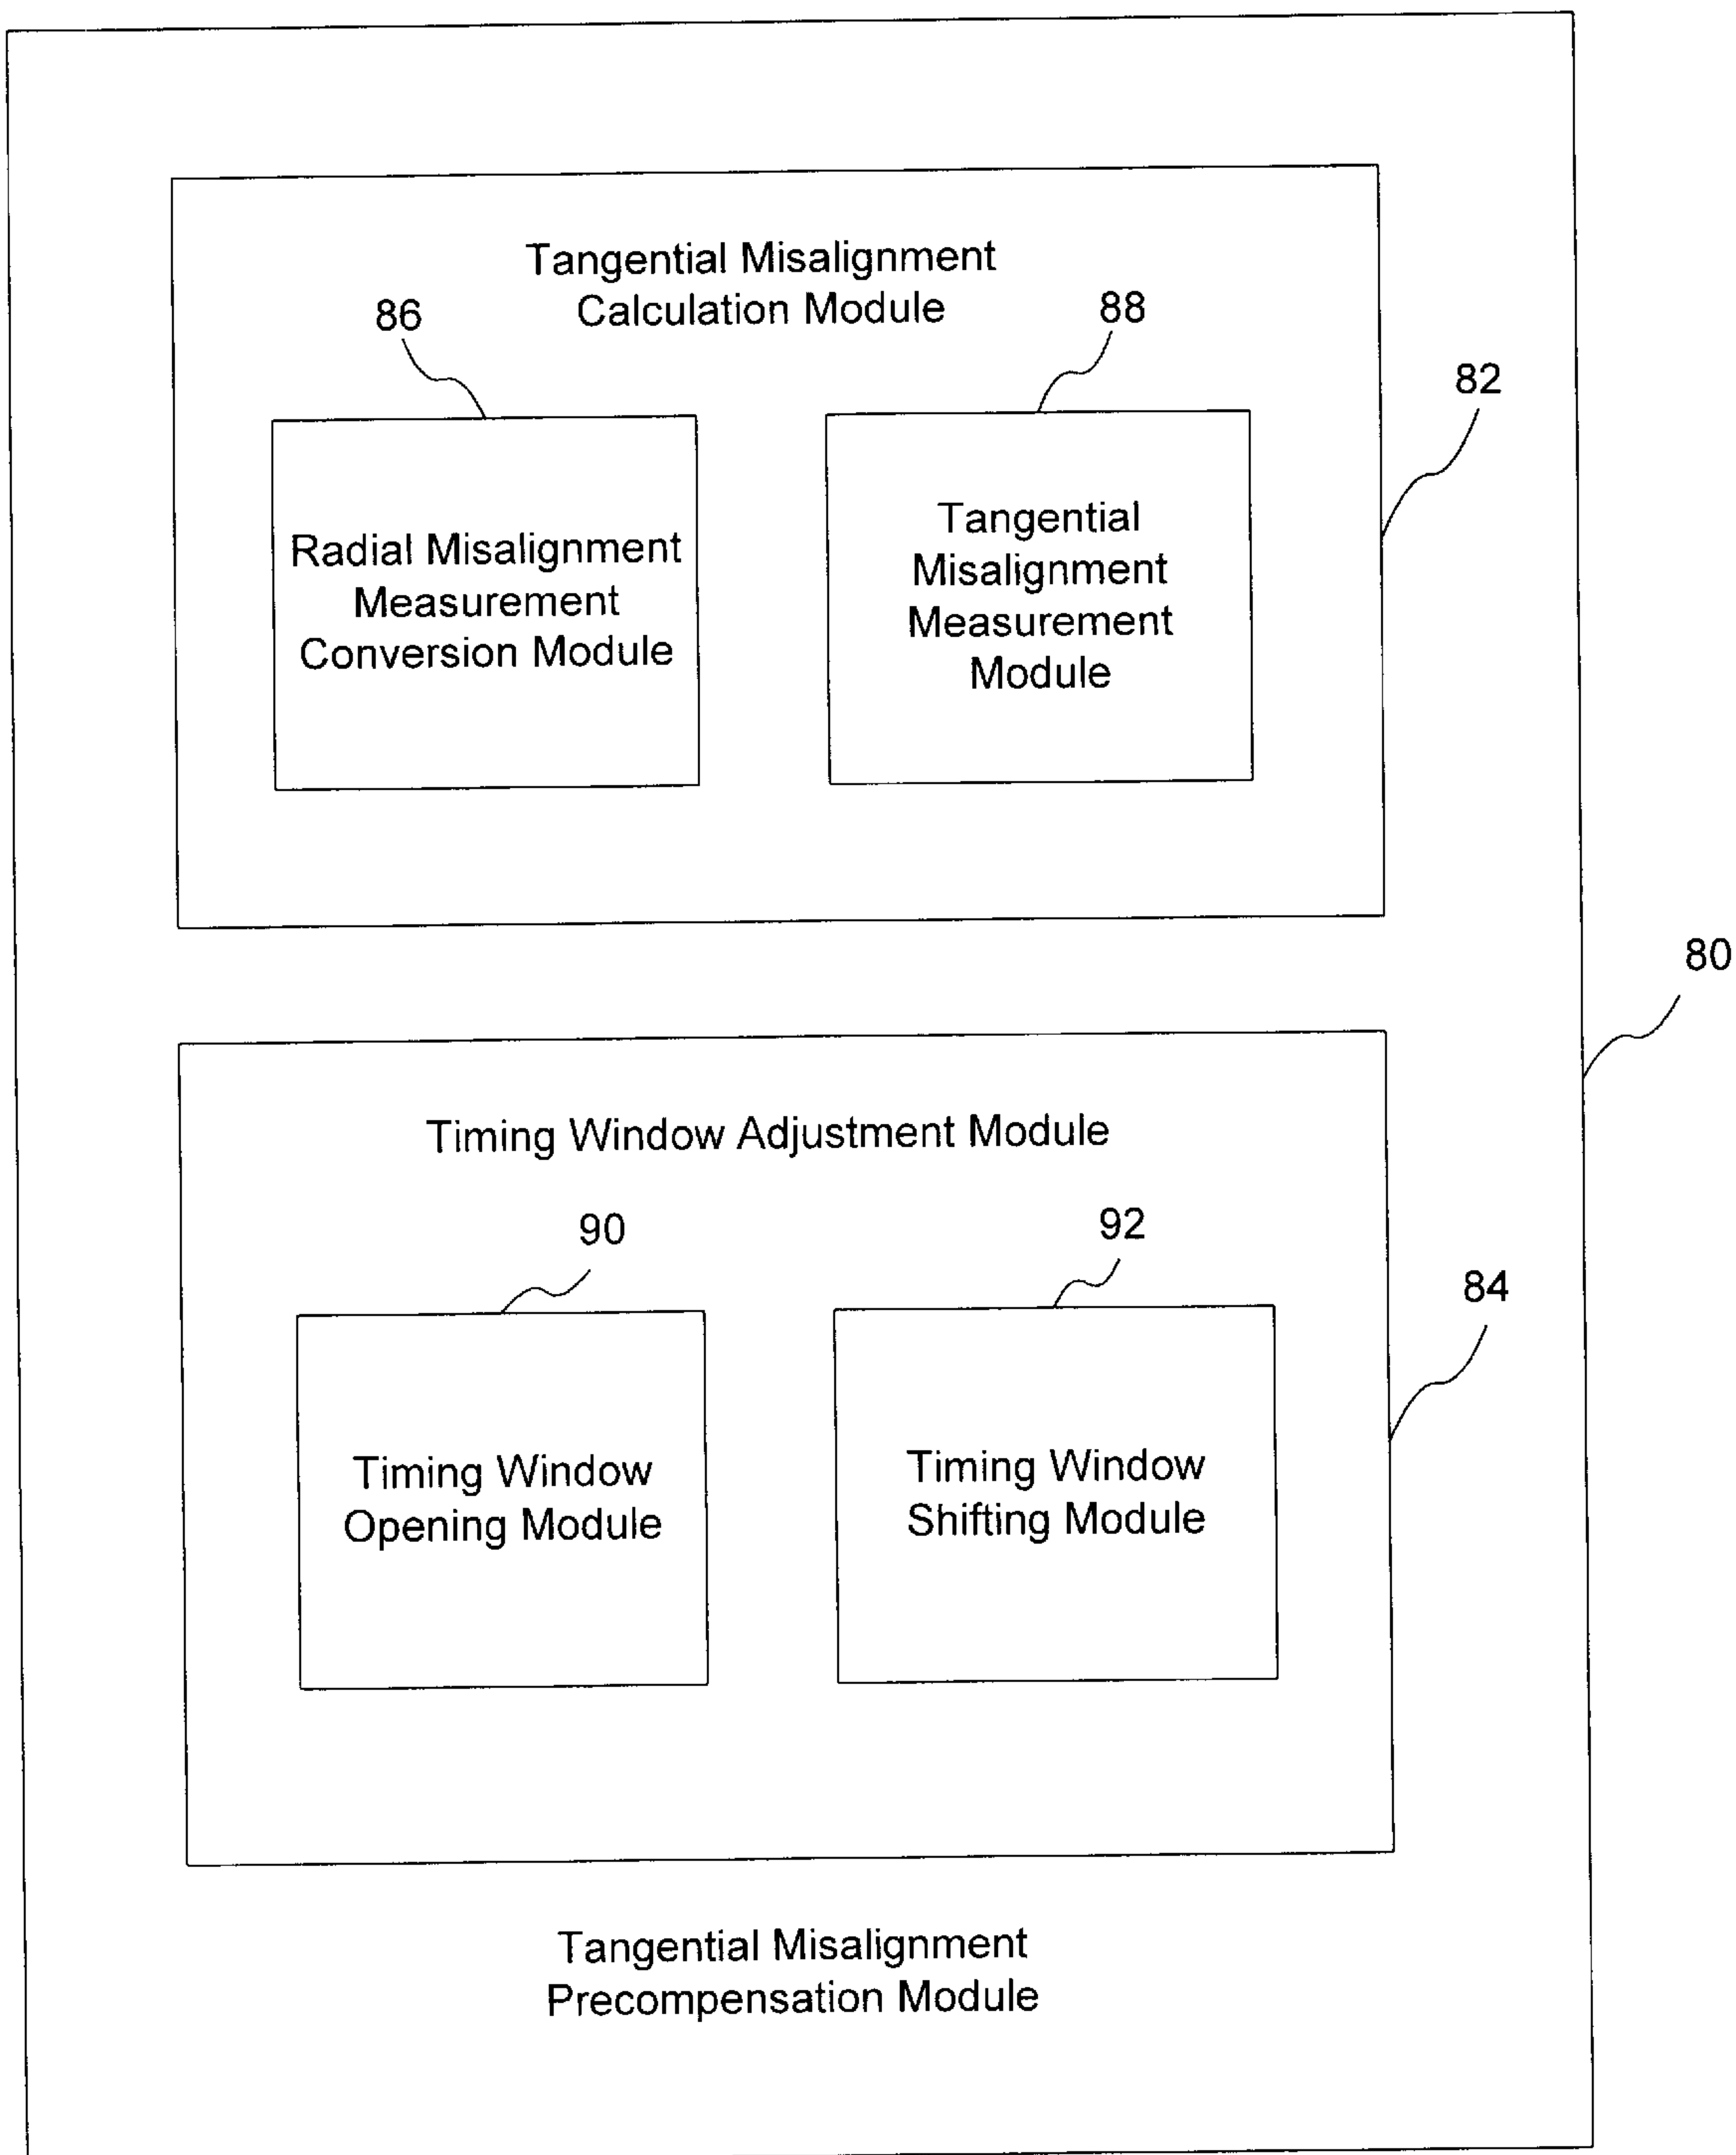 Tangential Misalignment
Calculation Module
86
88
82
Radial Misalignment
Measurement
Conversion Module
Tangential
Misalignment
Measurement
Module
80
Timing Window Adjustment Module
90
92
84
Timing Window
Opening Module
Timing Window
Shifting Module
Tangential Misalignment
Precompensation Module